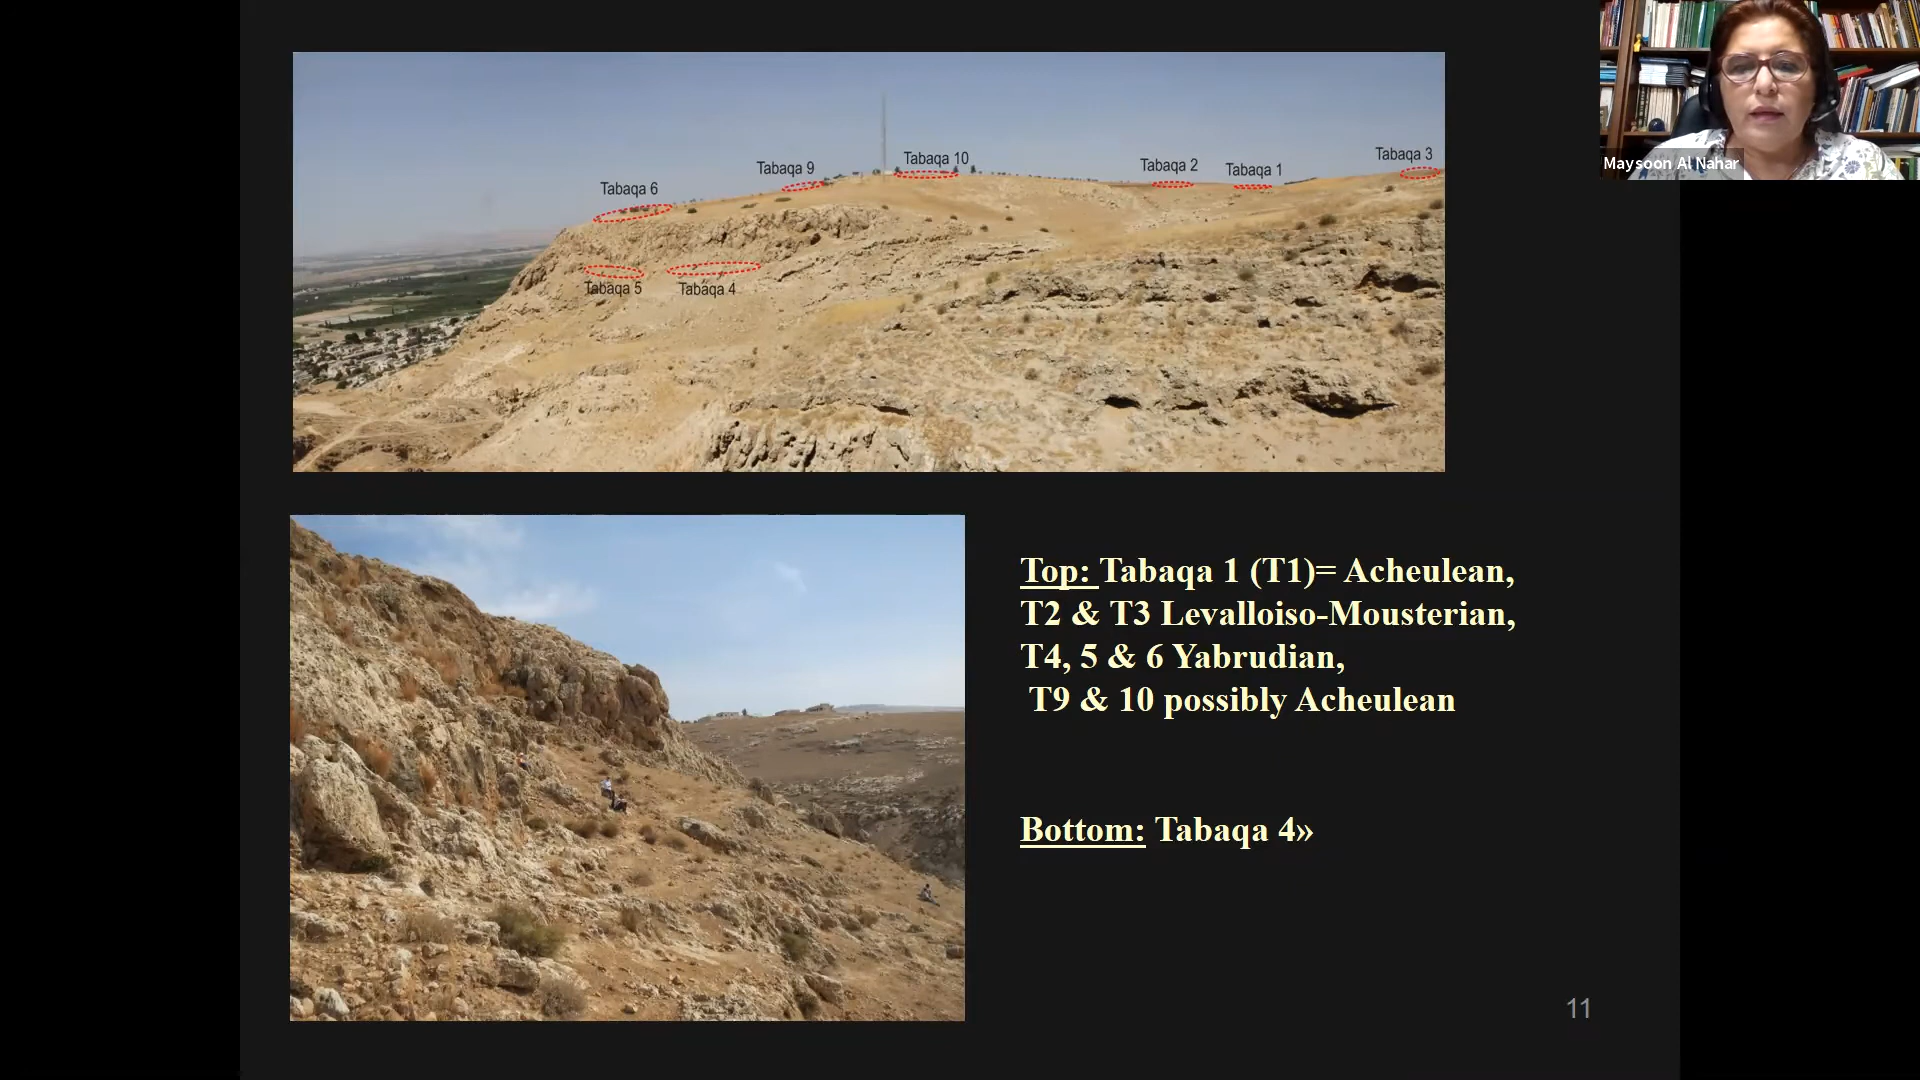 Tabaqa 6
Tabaqa 9
Tabaqa 10
Tabaqa 2
Tabaqa 1
Tabaqa 3
Tabaqa 5
Tabaqa 4
Maysoon Al Nahar
Top: Tabaqa 1 (T1)= Acheulean,
T2 & T3 Levalloiso-Mousterian,
T4, 5 & 6 Yabrudian,
T9 & 10 possibly Acheulean
Bottom: Tabaqa 4»
11